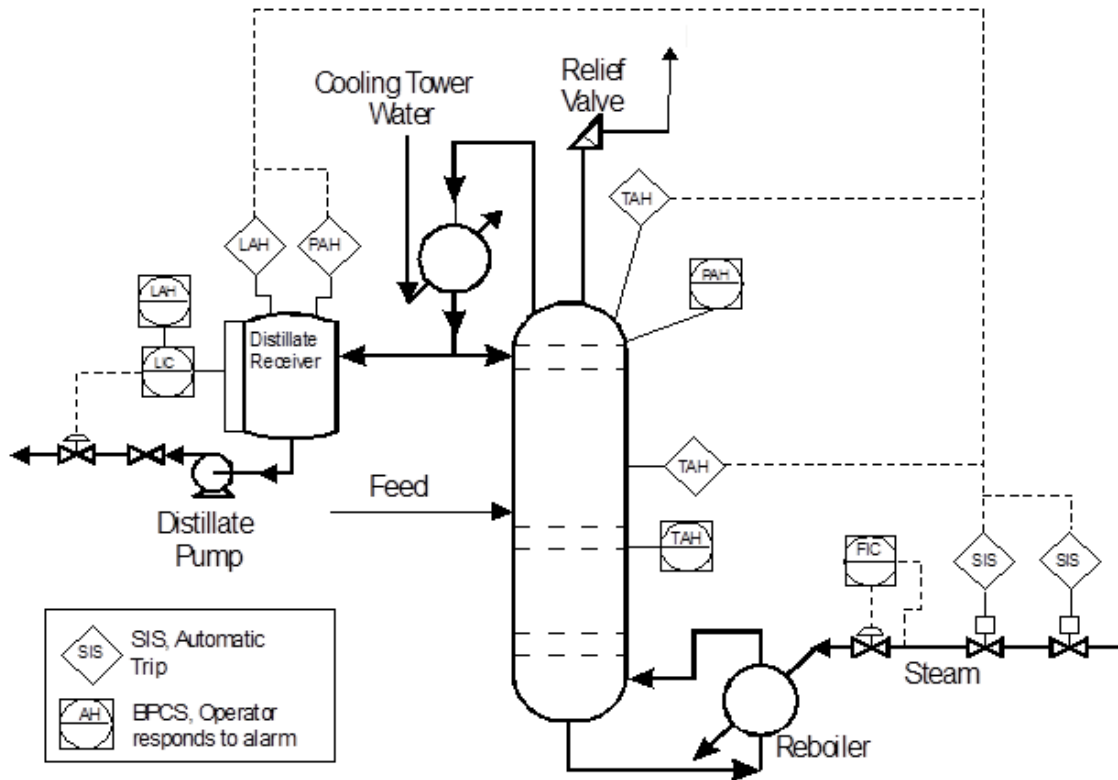 Cooling Tower
Water
Relief
Valve
TAH
LAH
PAH
PAH
LAH
LIC
Distillate
Receiver
TAH
Feed
Distillate
Pump
TAH
FIC
SIS
SIS
Steam
Reboiler
SIS
SIS, Automatic
Trip
AH
BPCS, Operator
responds to alarm